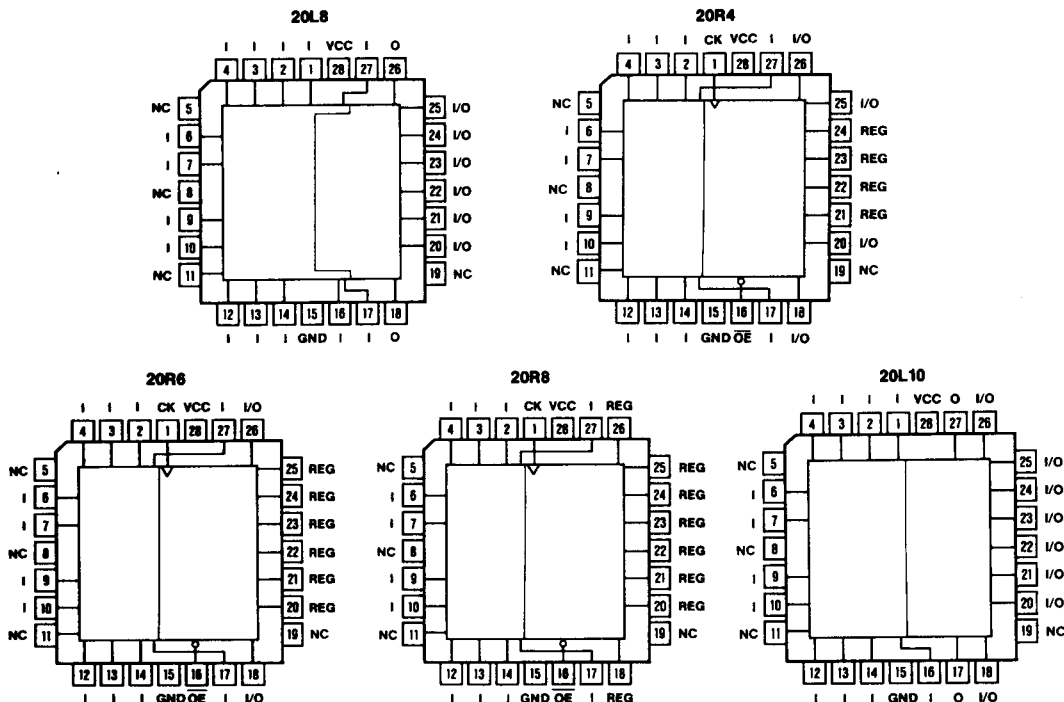 20L8
I I I I VCC I O
4 3 2 1 28 27 26
NC 5 25 I/O
I 6 24 I/O
I 7 23 I/O
NC 8 22 I/O
I 9 21 I/O
I 10 20 I/O
NC 11 19 NC
12 13 14 15 16 17 18
I I I GND I I O
20R4
I I I CK VCC I I/O
4 3 2 1 28 27 26
NC 5 25 I/O
I 6 24 REG
I 7 23 REG
NC 8 22 REG
I 9 21 REG
I 10 20 I/O
NC 11 19 NC
12 13 14 15 16 17 18
I I I GND OE I I/O
20R6
I I I CK VCC I I/O
4 3 2 1 28 27 26
NC 5 25 REG
I 6 24 REG
I 7 23 REG
NC 8 22 REG
I 9 21 REG
I 10 20 REG
NC 11 19 NC
12 13 14 15 16 17 18
I I I GND OE I I/O
20R8
I I I CK VCC I REG
4 3 2 1 28 27 26
NC 5 25 REG
I 6 24 REG
I 7 23 REG
NC 8 22 REG
I 9 21 REG
I 10 20 REG
NC 11 19 NC
12 13 14 15 16 17 18
I I I GND OE I REG
20L10
I I I I VCC O I/O
4 3 2 1 28 27 26
NC 5 25 I/O
I 6 24 I/O
I 7 23 I/O
NC 8 22 I/O
I 9 21 I/O
I 10 20 I/O
NC 11 19 NC
12 13 14 15 16 17 18
I I I GND I O I/O